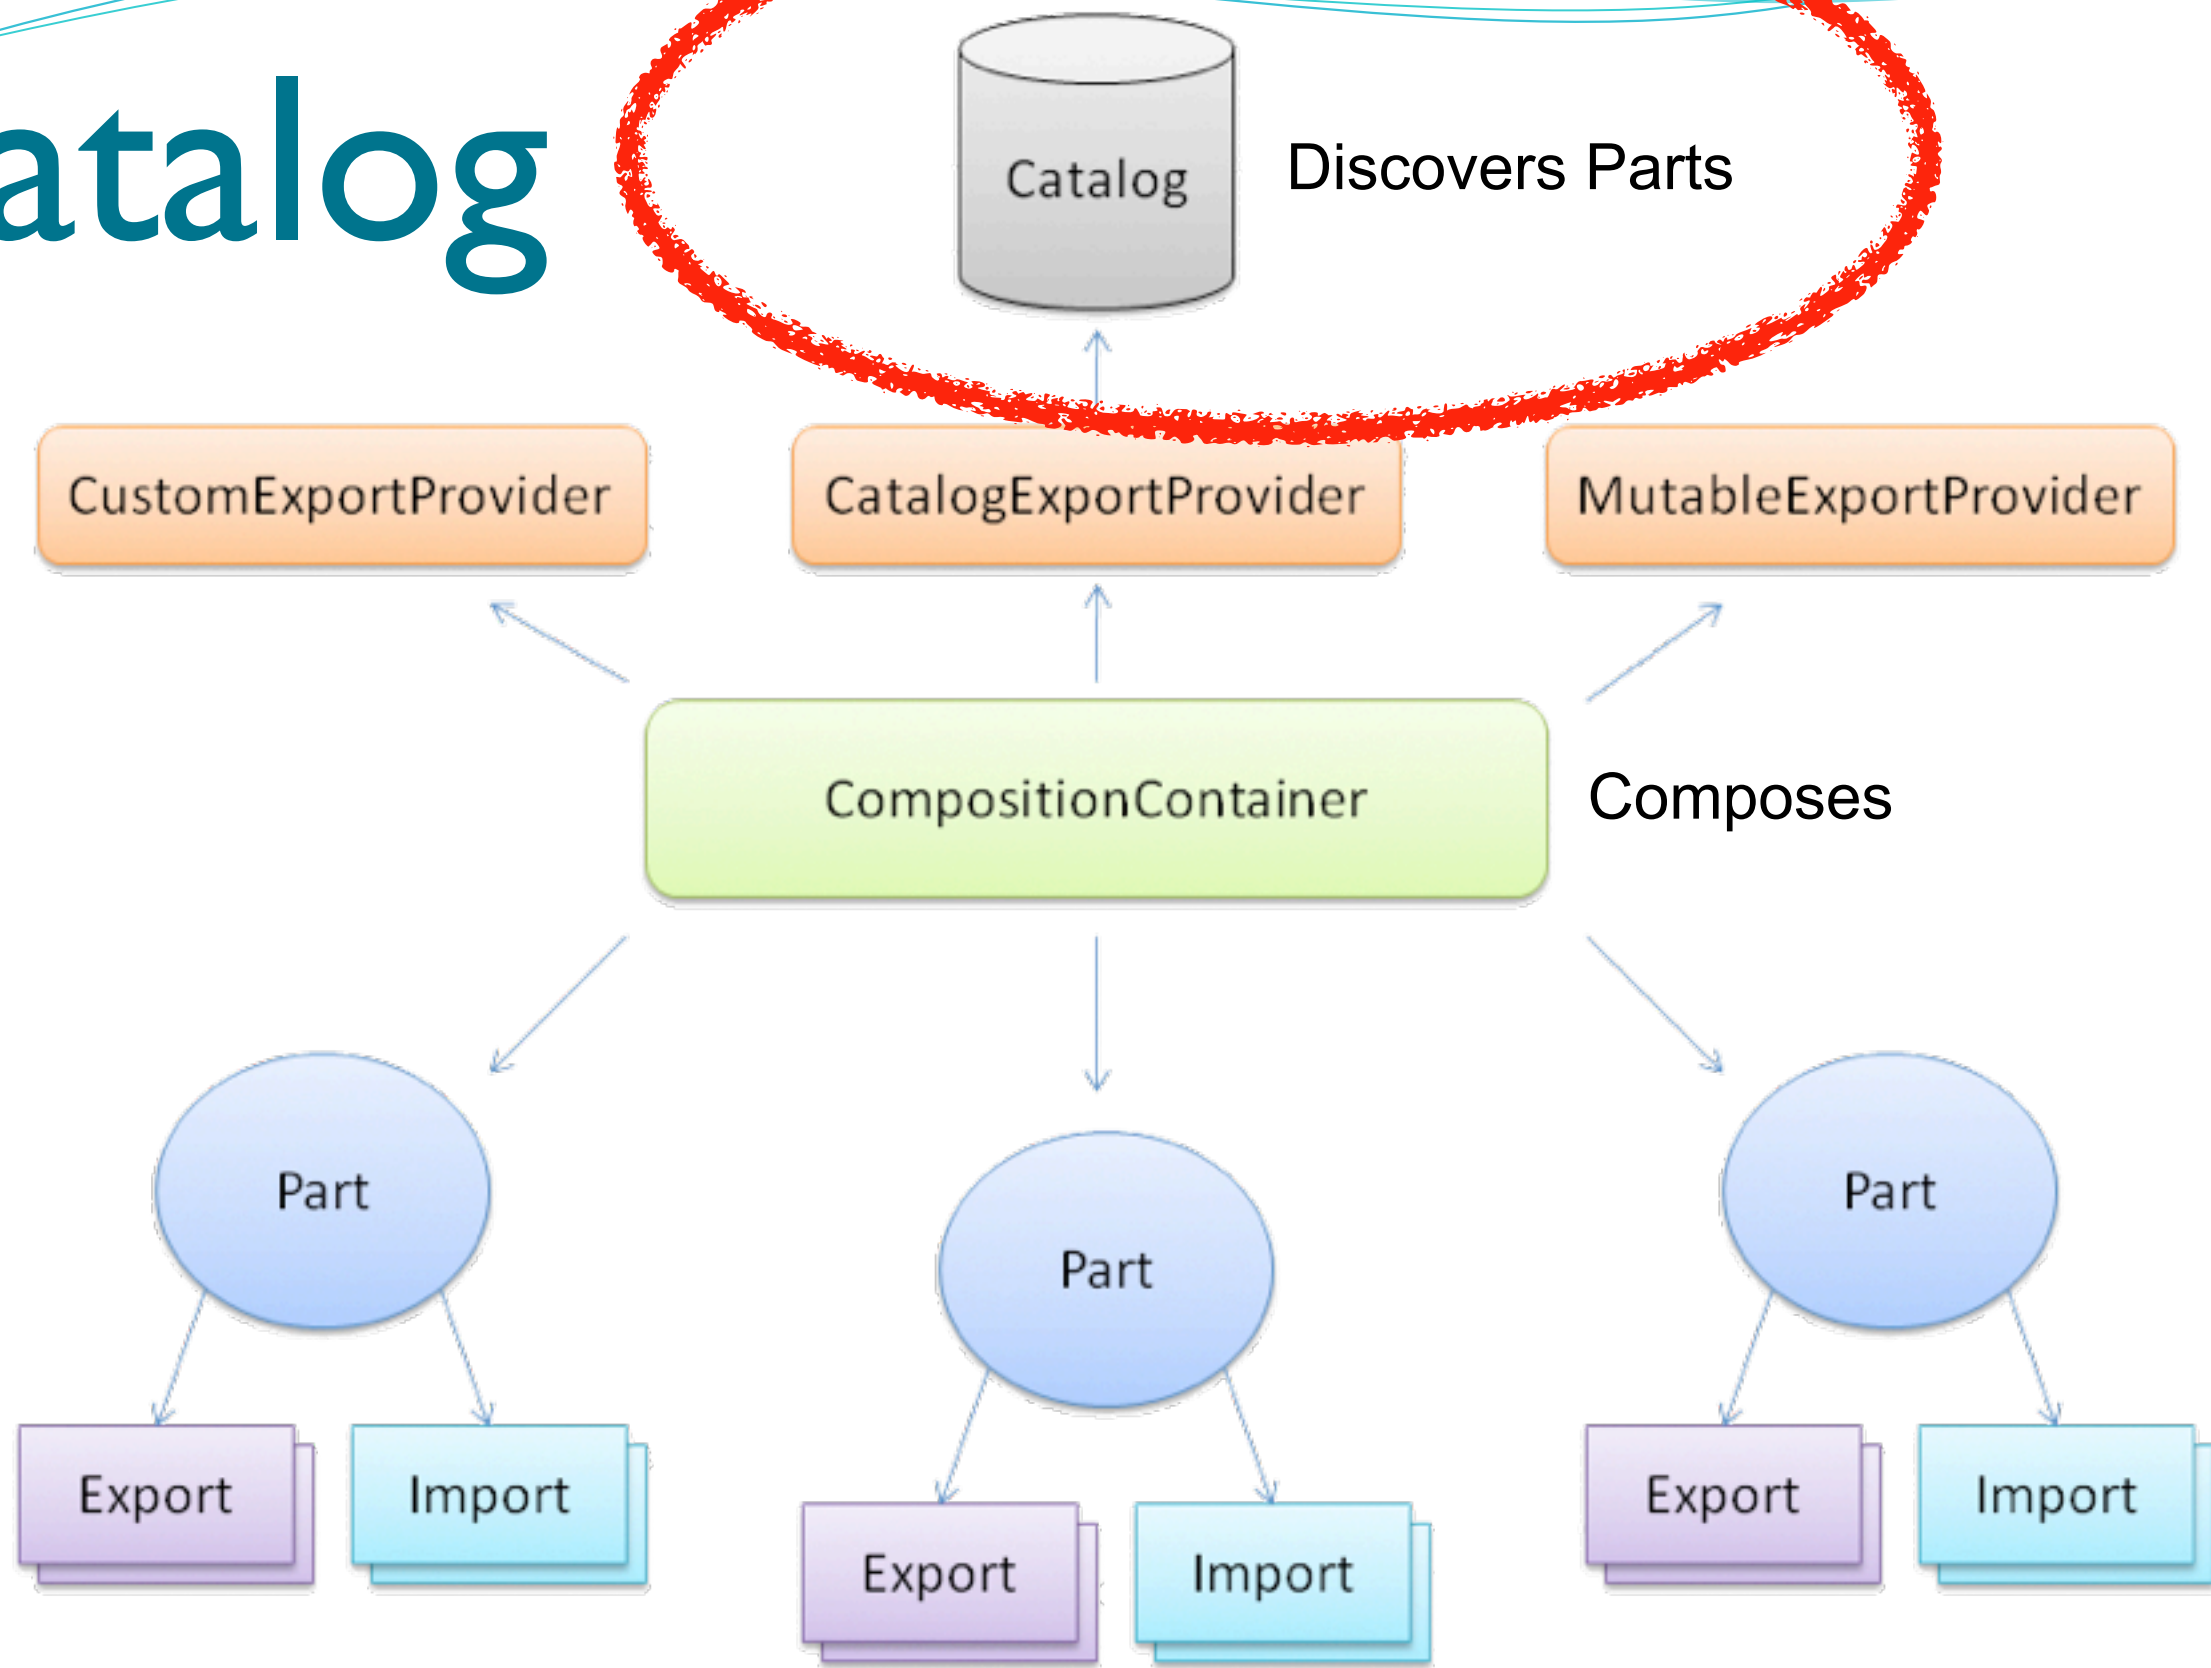 atalog
Catalog
Discovers Parts
CustomExportProvider
CatalogExportProvider
MutableExportProvider
CompositionContainer
Composes
Part
Part
Part
Export
Import
Export
Import
Export
Import